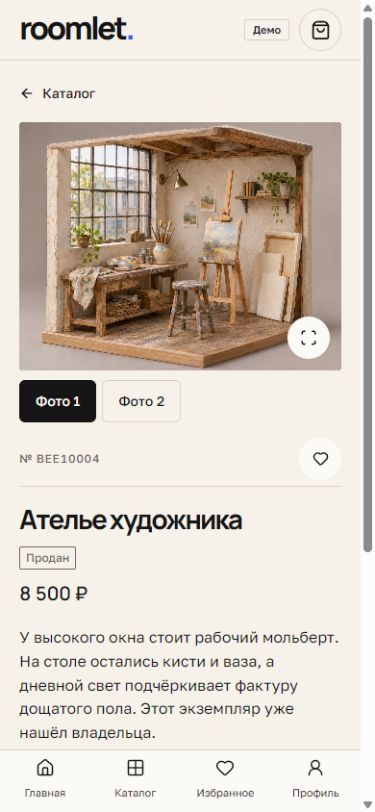 roomlet.
Демо
← Каталог
Фото 1
Фото 2
№ BEE10004
Ателье художника
Продан
8 500 ₽
У высокого окна стоит рабочий мольберт.
На столе остались кисти и ваза, а
дневной свет подчёркивает фактуру
дощатого пола. Этот экземпляр уже
нашёл владельца.
Главная
Каталог
Избранное
Профиль